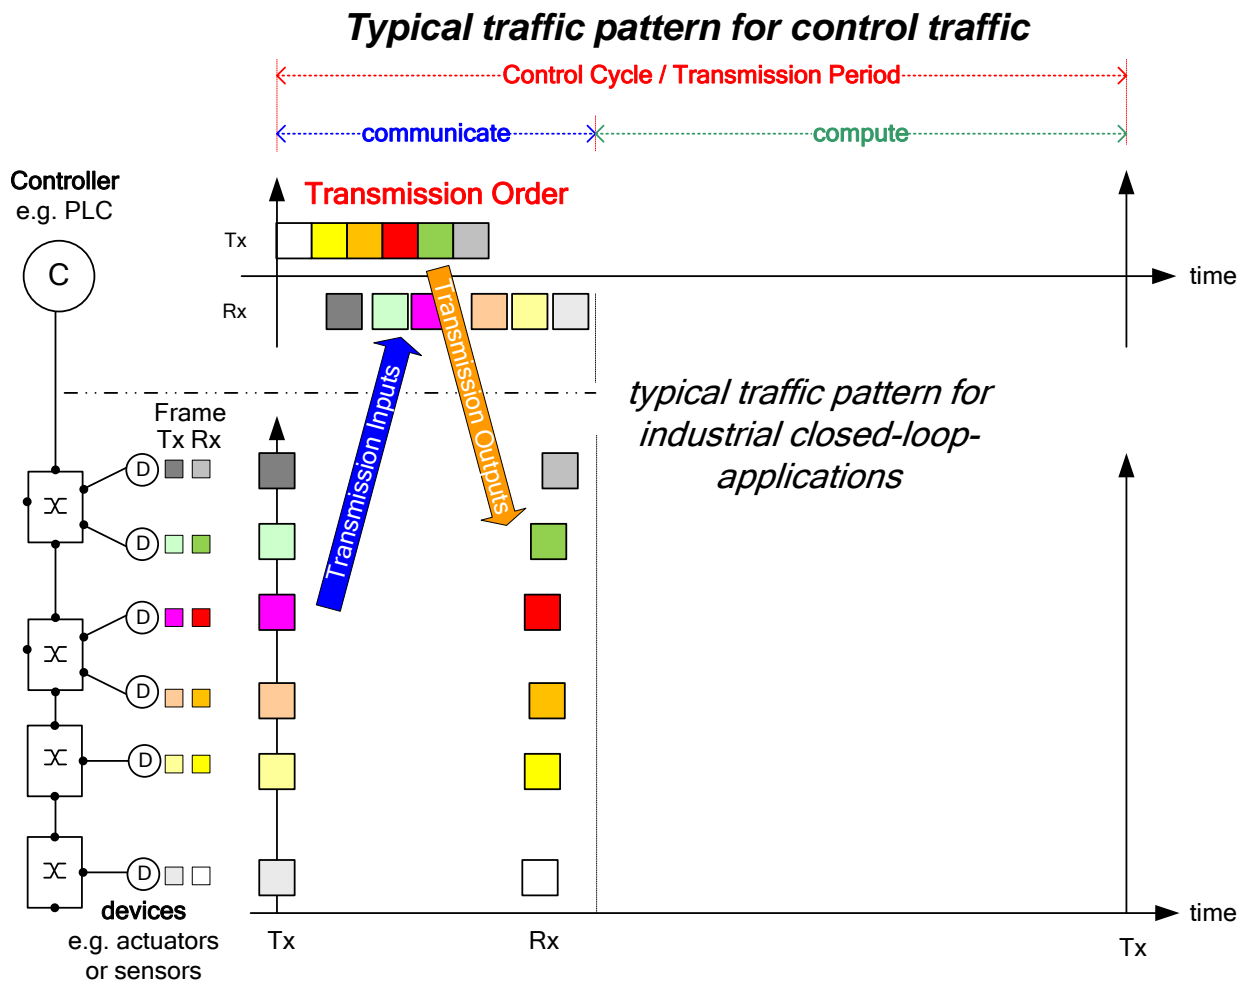 Typical traffic pattern for control traffic
Control Cycle / Transmission Period
communicate
compute
Controller
e.g. PLC
C
Transmission Order
Tx
time
Rx
Transmission Inputs
Transmission Outputs
typical traffic pattern for
industrial closed-loop-
applications
Frame
Tx Rx
D
D
D
D
D
D
devices
e.g. actuators
or sensors
Tx
Rx
time
Tx